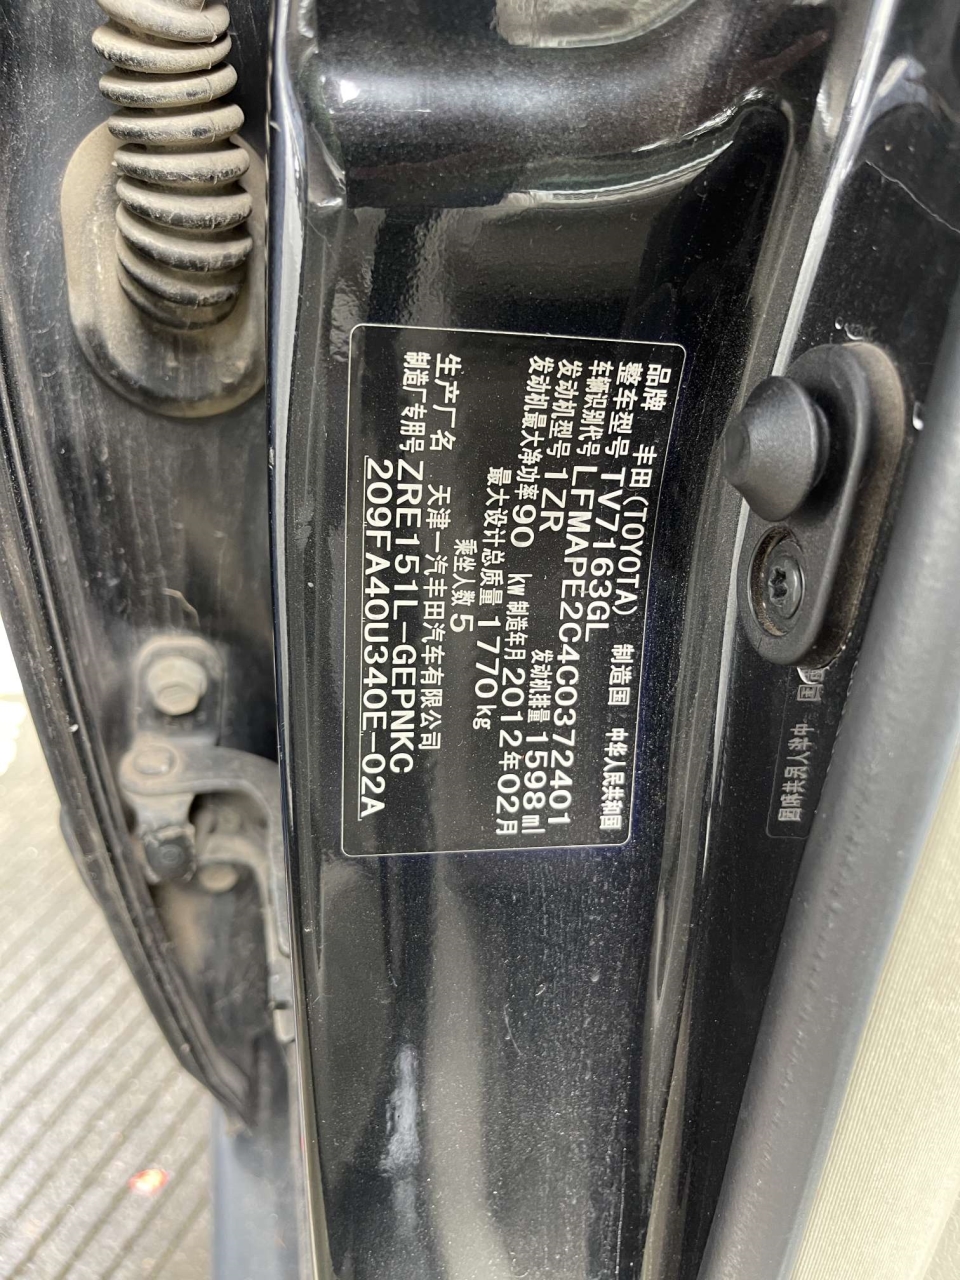 品牌 丰田(TOYOTA) 制造国 中华人民共和国
整车型号 TV7163GL
车辆识别代号 LFMAPE2C4C0372401
发动机型号 1ZR 发动机排量 1598 ml
发动机最大净功率 90 kW 制造年月 2012年02月
最大设计总质量 1770kg
乘坐人数 5
生产厂名 天津一汽丰田汽车有限公司
制造厂专用号 ZRE151L-GEPNKC
209FA40U340E-02A